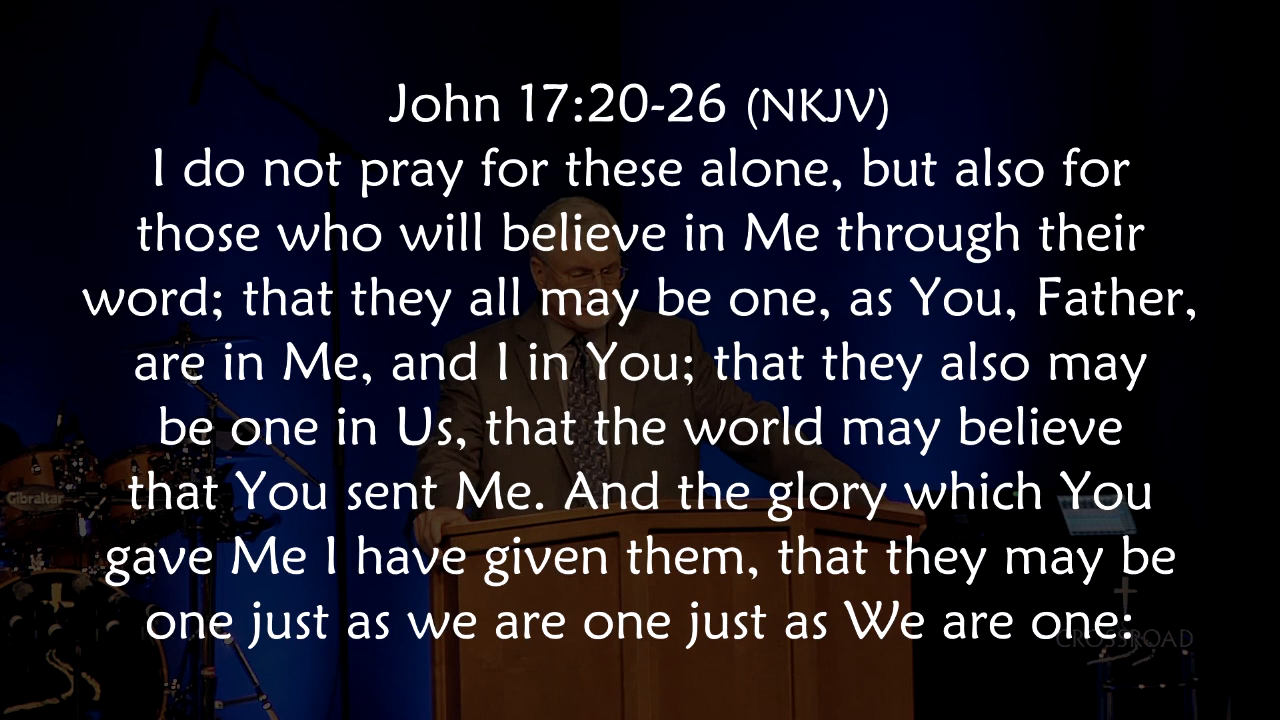 John 17:20-26 (NKJV)
I do not pray for these alone, but also for
those who will believe in Me through their
word; that they all may be one, as You, Father,
are in Me, and I in You; that they also may
be one in Us, that the world may believe
that You sent Me. And the glory which You
gave Me I have given them, that they may be
one just as we are one just as We are one:
Gibraltar
CROSSROAD